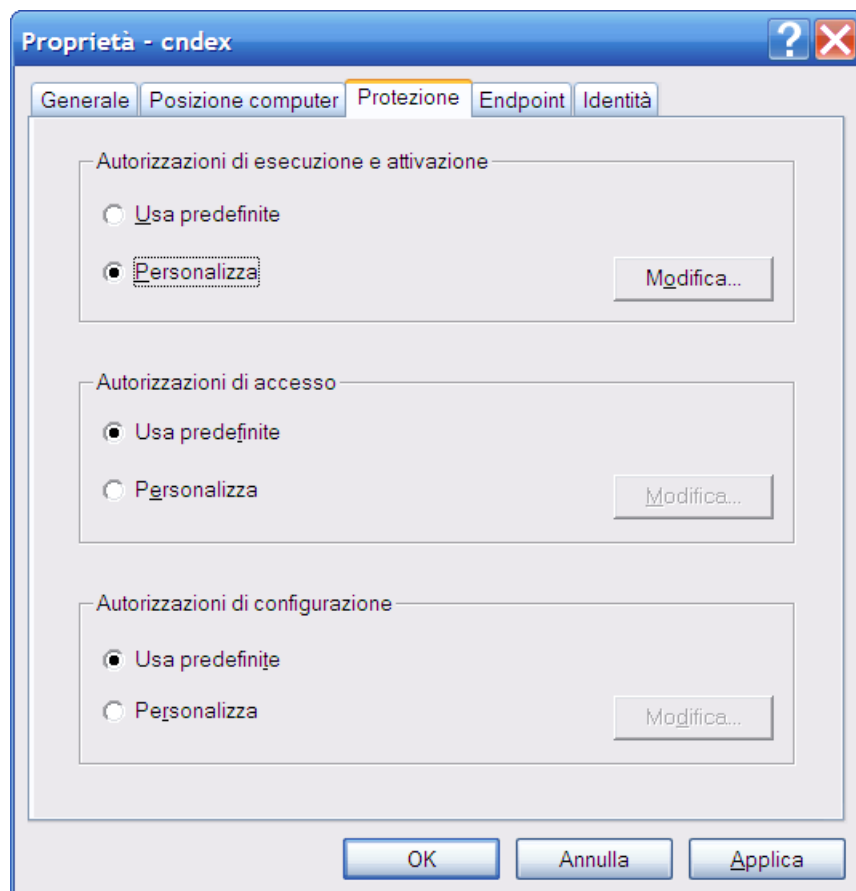 Proprietà - cndex
Generale Posizione computer Protezione Endpoint Identità
Autorizzazioni di esecuzione e attivazione
Usa predefinite
Personalizza
Modifica...
Autorizzazioni di accesso
Usa predefinite
Personalizza
Modifica...
Autorizzazioni di configurazione
Usa predefinite
Personalizza
Modifica...
OK Annulla Applica